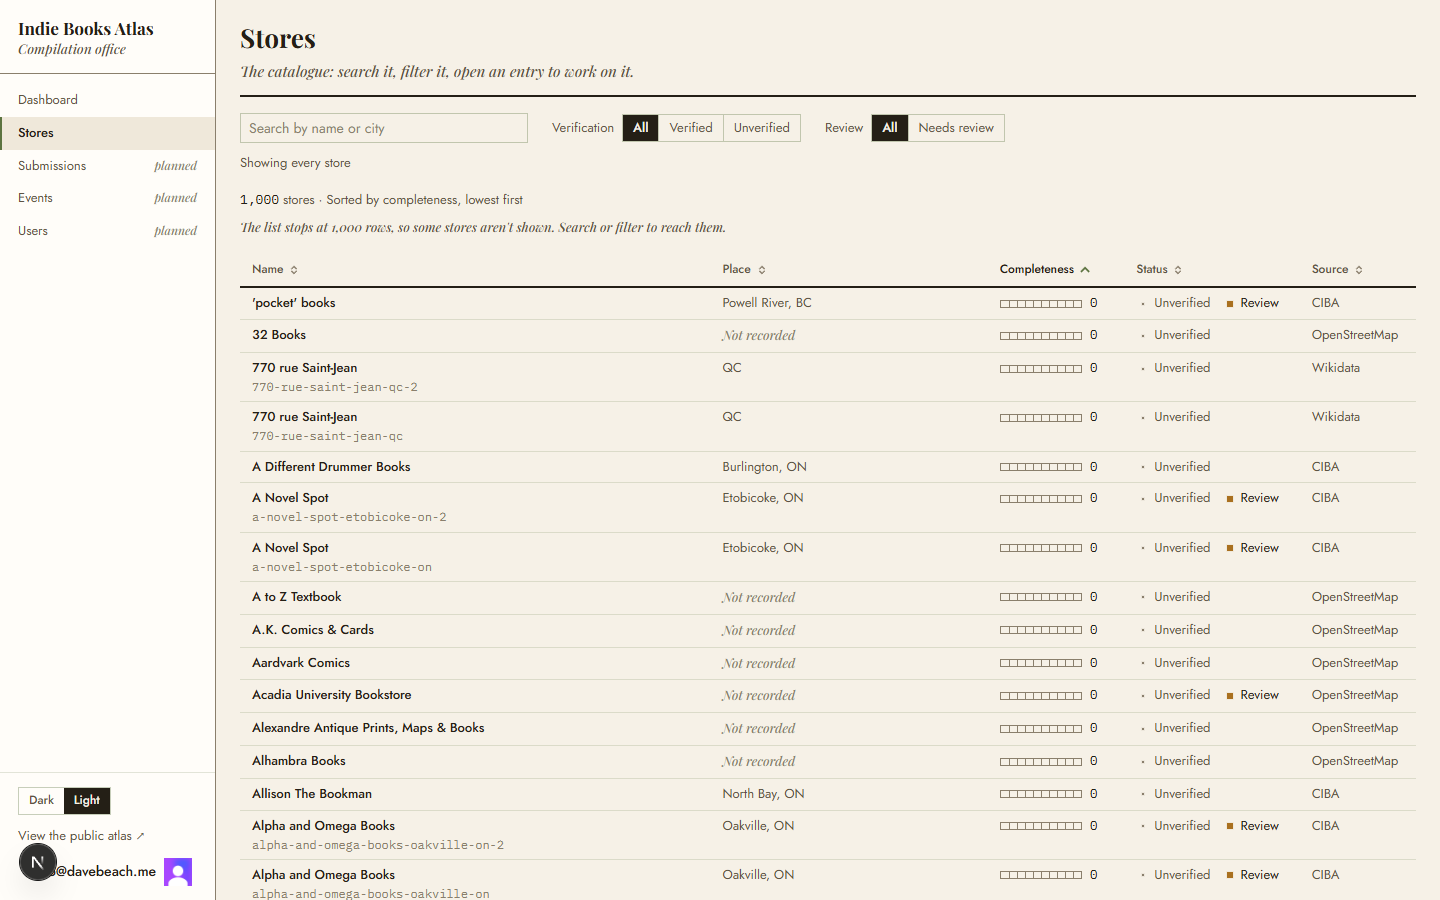 Indie Books Atlas
Compilation office
Dashboard
Stores
Submissions planned
Events planned
Users planned
Dark Light
View the public atlas ↗
N @davebeach.me
Stores
The catalogue: search it, filter it, open an entry to work on it.
Search by name or city Verification All Verified Unverified Review All Needs review
Showing every store
1,000 stores · Sorted by completeness, lowest first
The list stops at 1,000 rows, so some stores aren't shown. Search or filter to reach them.
Name Place Completeness Status Source
'pocket' books Powell River, BC 0 Unverified Review CIBA
32 Books Not recorded 0 Unverified OpenStreetMap
770 rue Saint-Jean QC 0 Unverified Wikidata
770-rue-saint-jean-qc-2
770 rue Saint-Jean QC 0 Unverified Wikidata
770-rue-saint-jean-qc
A Different Drummer Books Burlington, ON 0 Unverified CIBA
A Novel Spot Etobicoke, ON 0 Unverified Review CIBA
a-novel-spot-etobicoke-on-2
A Novel Spot Etobicoke, ON 0 Unverified Review CIBA
a-novel-spot-etobicoke-on
A to Z Textbook Not recorded 0 Unverified OpenStreetMap
A.K. Comics & Cards Not recorded 0 Unverified OpenStreetMap
Aardvark Comics Not recorded 0 Unverified OpenStreetMap
Acadia University Bookstore Not recorded 0 Unverified Review OpenStreetMap
Alexandre Antique Prints, Maps & Books Not recorded 0 Unverified OpenStreetMap
Alhambra Books Not recorded 0 Unverified OpenStreetMap
Allison The Bookman North Bay, ON 0 Unverified CIBA
Alpha and Omega Books Oakville, ON 0 Unverified Review CIBA
alpha-and-omega-books-oakville-on-2
Alpha and Omega Books Oakville, ON 0 Unverified Review CIBA
alpha-and-omega-books-oakville-on